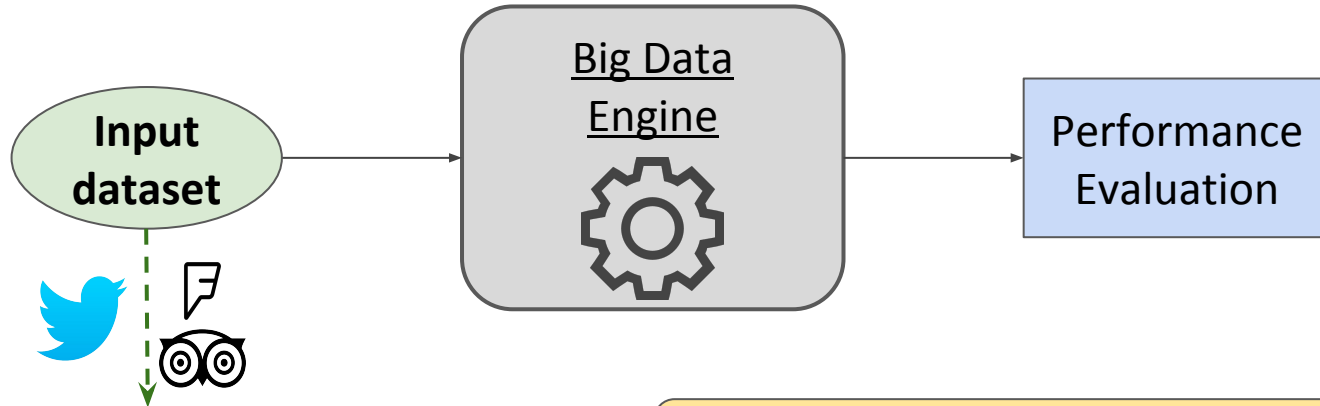 Input
dataset
Big Data
Engine
Performance
Evaluation